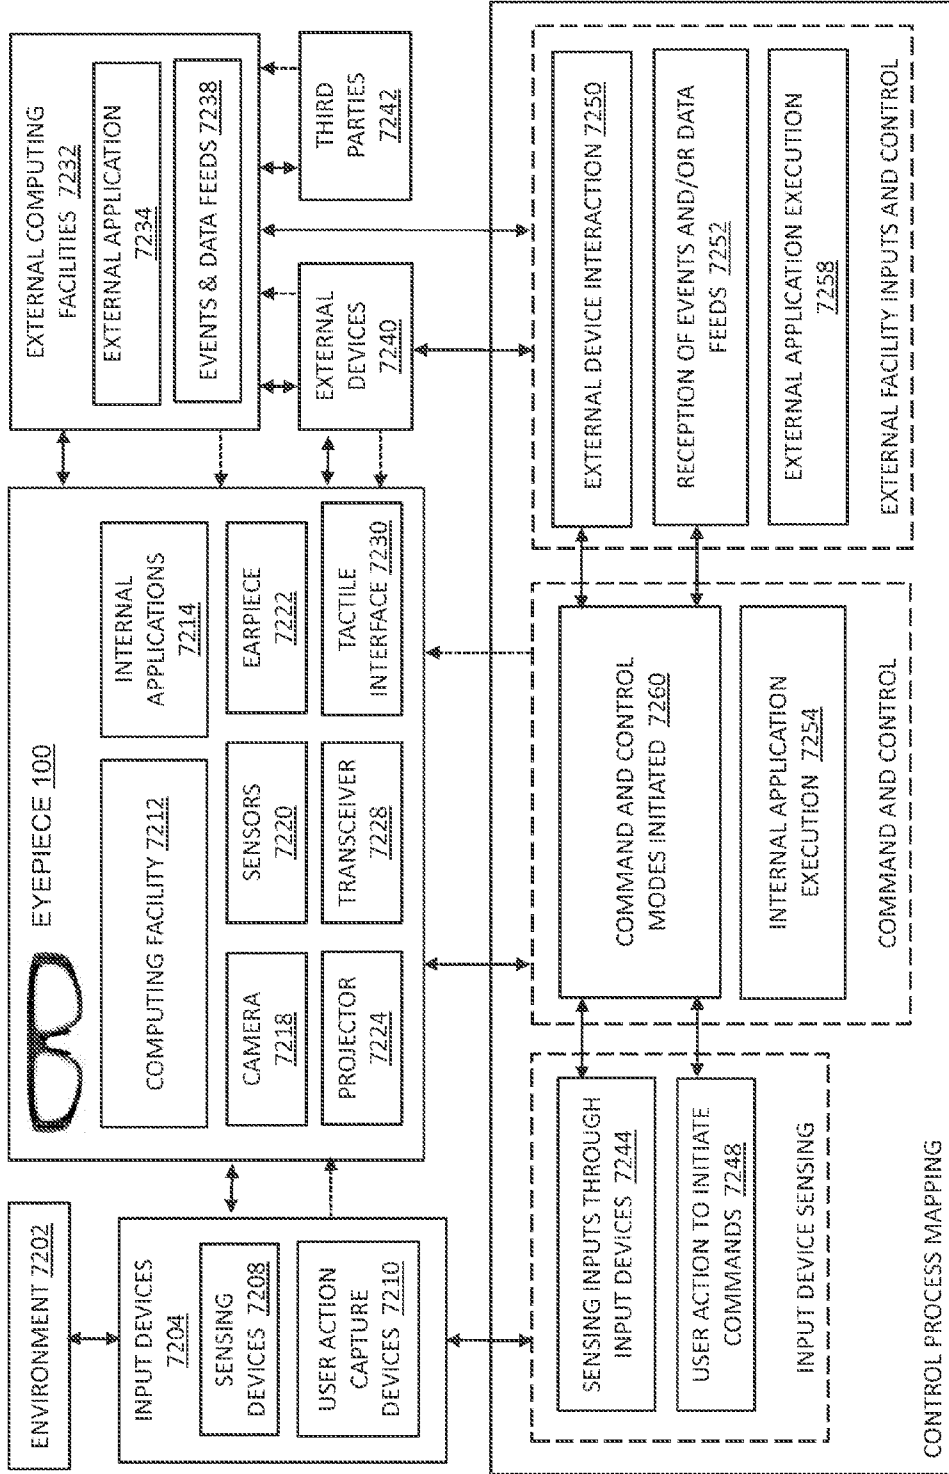 ENVIRONMENT 7202
INPUT DEVICES
7204
SENSING
DEVICES 7208
USER ACTION
CAPTURE
DEVICES 7210
EYEPIECE 100
COMPUTING FACILITY 7212
INTERNAL
APPLICATIONS
7214
CAMERA
7218
SENSORS
7220
EARPIECE
7222
PROJECTOR
7224
TRANSCEIVER
7228
TACTILE
INTERFACE 7230
EXTERNAL COMPUTING
FACILITIES 7232
EXTERNAL APPLICATION
7234
EVENTS & DATA FEEDS 7238
EXTERNAL
DEVICES
7240
THIRD
PARTIES
7242
SENSING INPUTS THROUGH
INPUT DEVICES 7244
USER ACTION TO INITIATE
COMMANDS 7248
INPUT DEVICE SENSING
COMMAND AND CONTROL
MODES INITIATED 7260
INTERNAL APPLICATION
EXECUTION 7254
COMMAND AND CONTROL
EXTERNAL DEVICE INTERACTION 7250
RECEPTION OF EVENTS AND/OR DATA
FEEDS 7252
EXTERNAL APPLICATION EXECUTION
7258
EXTERNAL FACILITY INPUTS AND CONTROL
CONTROL PROCESS MAPPING